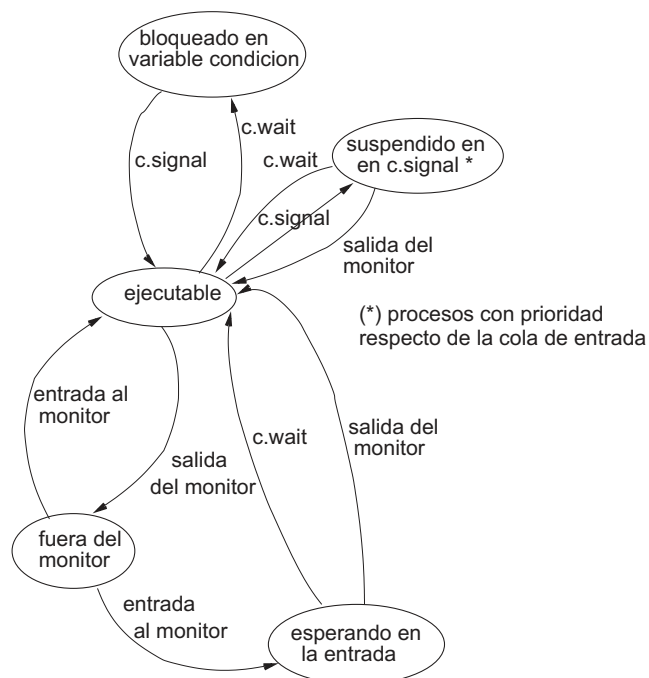 bloqueado en
variable condicion
c.signal
c.wait
c.wait
suspendido en
en c.signal *
c.signal
salida del
monitor
ejecutable
(*) procesos con prioridad
respecto de la cola de entrada
entrada al
monitor
salida
del monitor
c.wait
salida del
monitor
fuera del
monitor
entrada
al monitor
esperando en
la entrada